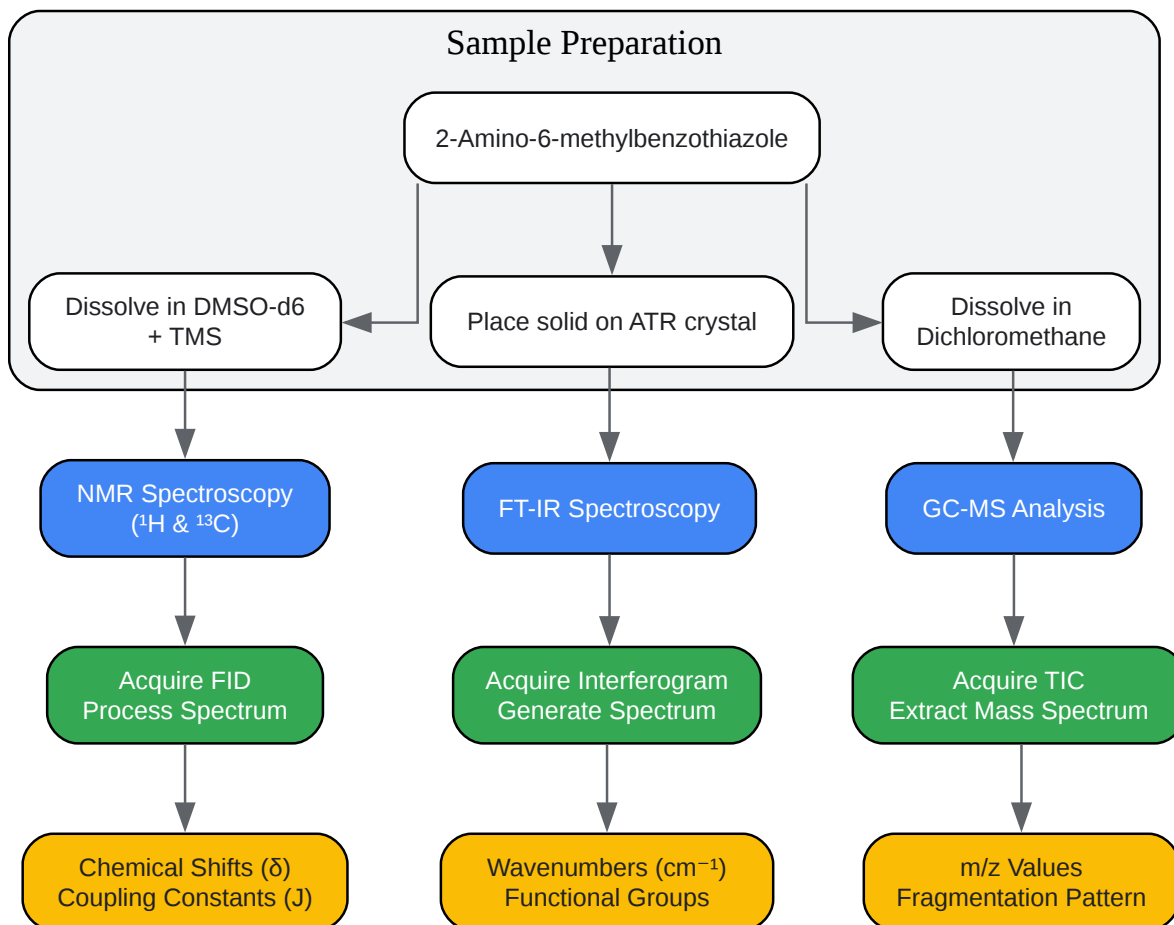 Sample Preparation
2-Amino-6-methylbenzothiazole
Dissolve in DMSO-d6
+ TMS
Place solid on ATR crystal
Dissolve in
Dichloromethane
NMR Spectroscopy
(¹H & ¹³C)
FT-IR Spectroscopy
GC-MS Analysis
Acquire FID
Process Spectrum
Acquire Interferogram
Generate Spectrum
Acquire TIC
Extract Mass Spectrum
Chemical Shifts (δ)
Coupling Constants (J)
Wavenumbers (cm⁻¹)
Functional Groups
m/z Values
Fragmentation Pattern